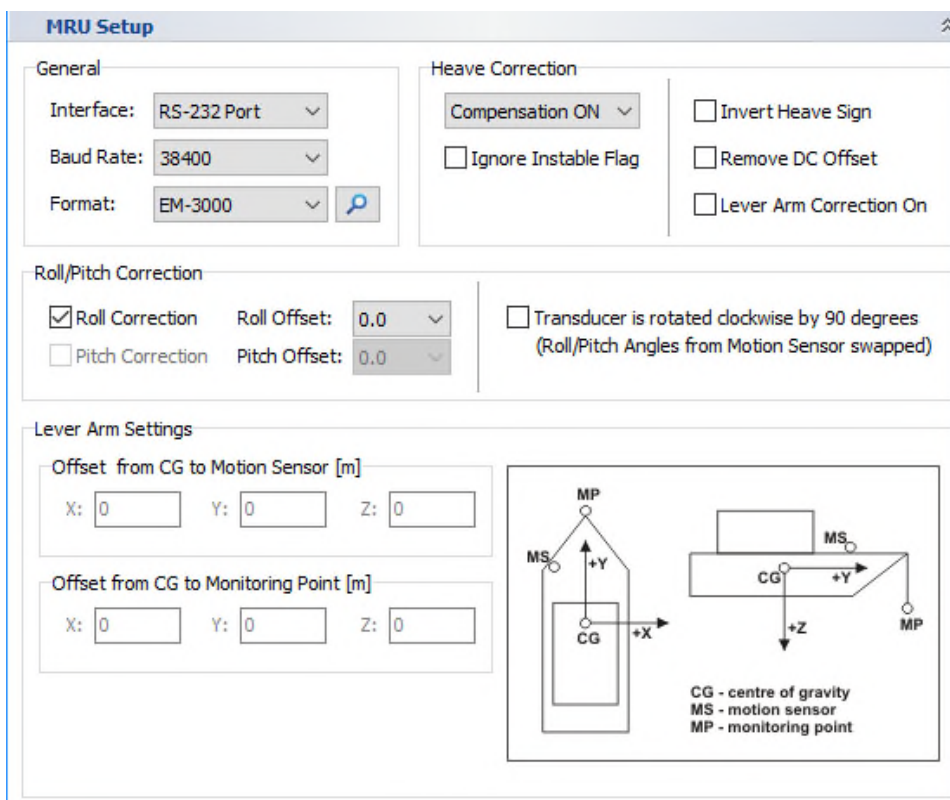 MRU Setup
General
Interface: RS-232 Port
Baud Rate: 38400
Format: EM-3000
Heave Correction
Compensation ON
Ignore Instable Flag
Invert Heave Sign
Remove DC Offset
Lever Arm Correction On
Roll/Pitch Correction
Roll Correction Roll Offset: 0.0
Pitch Correction Pitch Offset: 0.0
Transducer is rotated clockwise by 90 degrees
(Roll/Pitch Angles from Motion Sensor swapped)
Lever Arm Settings
Offset from CG to Motion Sensor [m]
X: 0 Y: 0 Z: 0
Offset from CG to Monitoring Point [m]
X: 0 Y: 0 Z: 0
MP
MS
+Y
CG
+X
MS
CG
+Y
+Z
MP
CG - centre of gravity
MS - motion sensor
MP - monitoring point